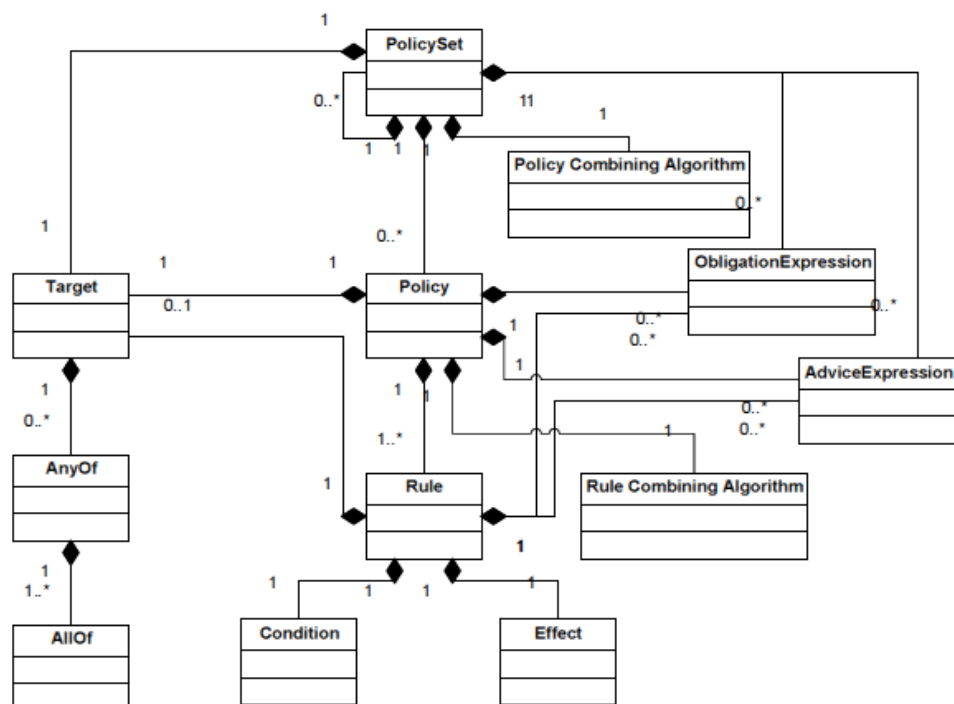 1
PolicySet
0..*
11
1
1
1
1
Policy Combining Algorithm
0..*
1
0..*
1
1
ObligationExpression
Target
Policy
0..1
0..*
0..*
1
0..*
1
AdviceExpression
1
1
1
0..*
0..*
0..*
1..*
1
AnyOf
1
Rule
Rule Combining Algorithm
1
1
1..*
1
1
1
1
Condition
Effect
AllOf